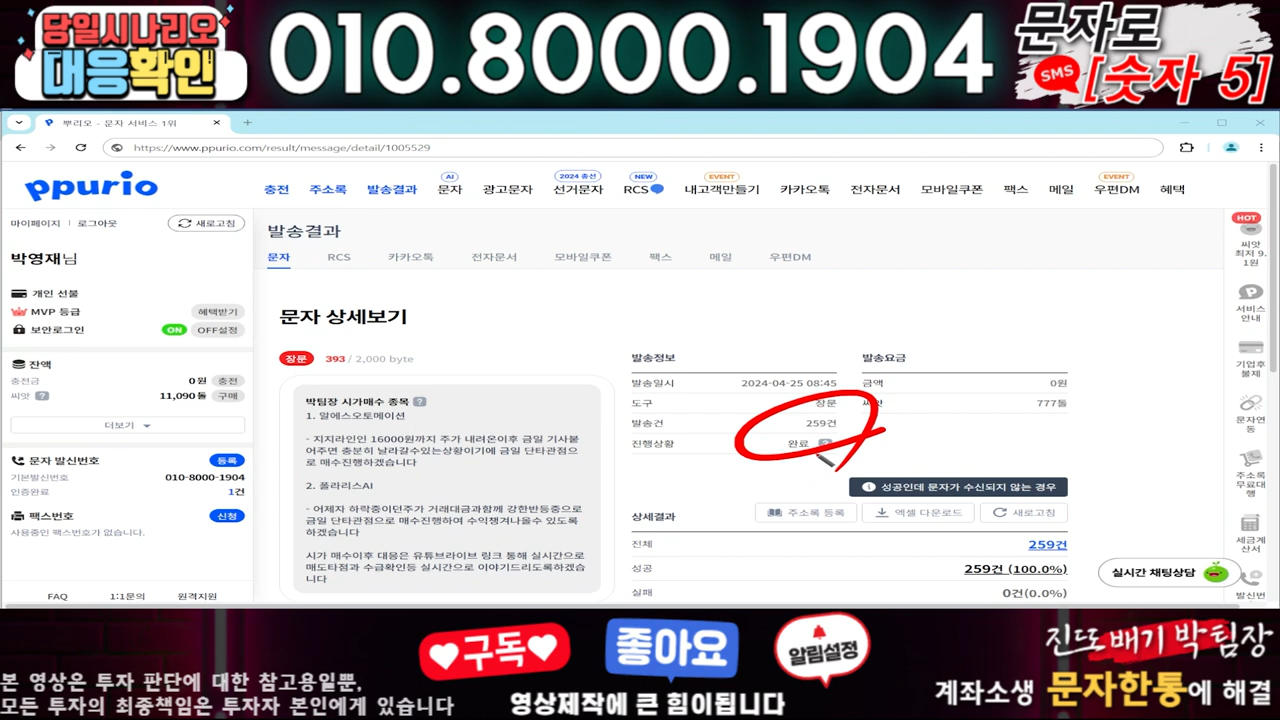 당일시나리오
대응확인
010.8000.1904
문자로
SMS
[숫자 5]
뿌리오 - 문자 서비스 1위
https://www.ppurio.com/result/message/detail/1005529
ppurio
AI
2024 총선
NEW
EVENT
EVENT
충전 주소록 발송결과 문자 광고문자 선거문자 RCS 내고객만들기 카카오톡 전자문서 모바일쿠폰 팩스 메일 우편DM 혜택
마이페이지 | 로그아웃 새로고침
박영재님
개인 선불
MVP 등급 혜택받기
보안로그인 ON OFF설정
잔액
충전금 0원 충전
씨앗 ? 11,090톨 구매
더보기
문자 발신번호 등록
기본발신번호 010-8000-1904
인증완료 1건
팩스번호 신청
사용중인 팩스번호가 없습니다.
FAQ 1:1문의 원격지원
발송결과
문자 RCS 카카오톡 전자문서 모바일쿠폰 팩스 메일 우편DM
문자 상세보기
장문 393 / 2,000 byte
박팀장 시가매수 종목 ?
1. 알에스오토메이션
- 지지라인인 16000원까지 주가 내려온이후 금일 기사붙
어주면 충분히 날라갈수있는상황이기에 금일 단타관점으
로 매수진행하겠습니다
2. 폴라리스AI
- 어제자 하락중이던주가 거래대금과함께 강한반등중으로
금일 단타관점으로 매수진행하여 수익챙겨나올수 있도록
하겠습니다
시가 매수이후 대응은 유튜브라이브 링크 통해 실시간으로
매도타점과 수급확인등 실시간으로 이야기드리도록하겠습
니다
발송정보
발송일시 2024-04-25 08:45
도구 장문
발송건 259건
진행상황 완료 ?
발송요금
금액 0원
씨앗 777톨
성공인데 문자가 수신되지 않는 경우
상세결과 주소록 등록 엑셀 다운로드 새로고침
전체 259건
성공 259건 (100.0%)
실패 0건(0.0%)
HOT
씨앗
최저 9.
1원
서비스
안내
기업후
불제
문자연
동
주소록
무료대
행
세금계
산서
발신번
실시간 채팅상담
구독
좋아요
알림설정
영상제작에 큰 힘이됩니다
본 영상은 투자 판단에 대한 참고용일뿐,
모든 투자의 최종책임은 투자자 본인에게 있습니다
진또배기 박팀장
계좌소생 문자한통에 해결